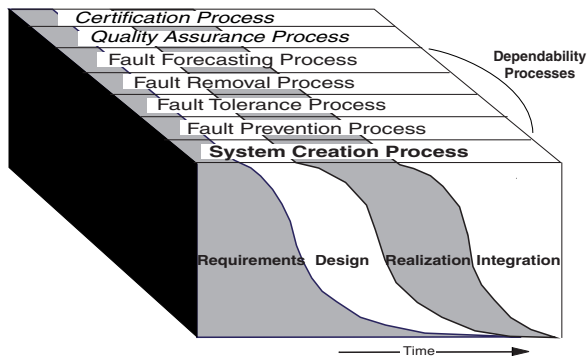 Certification Process
Quality Assurance Process
Fault Forecasting Process
Fault Removal Process
Fault Tolerance Process
Fault Prevention Process
System Creation Process
Dependability
Processes
Requirements Design Realization Integration
Time